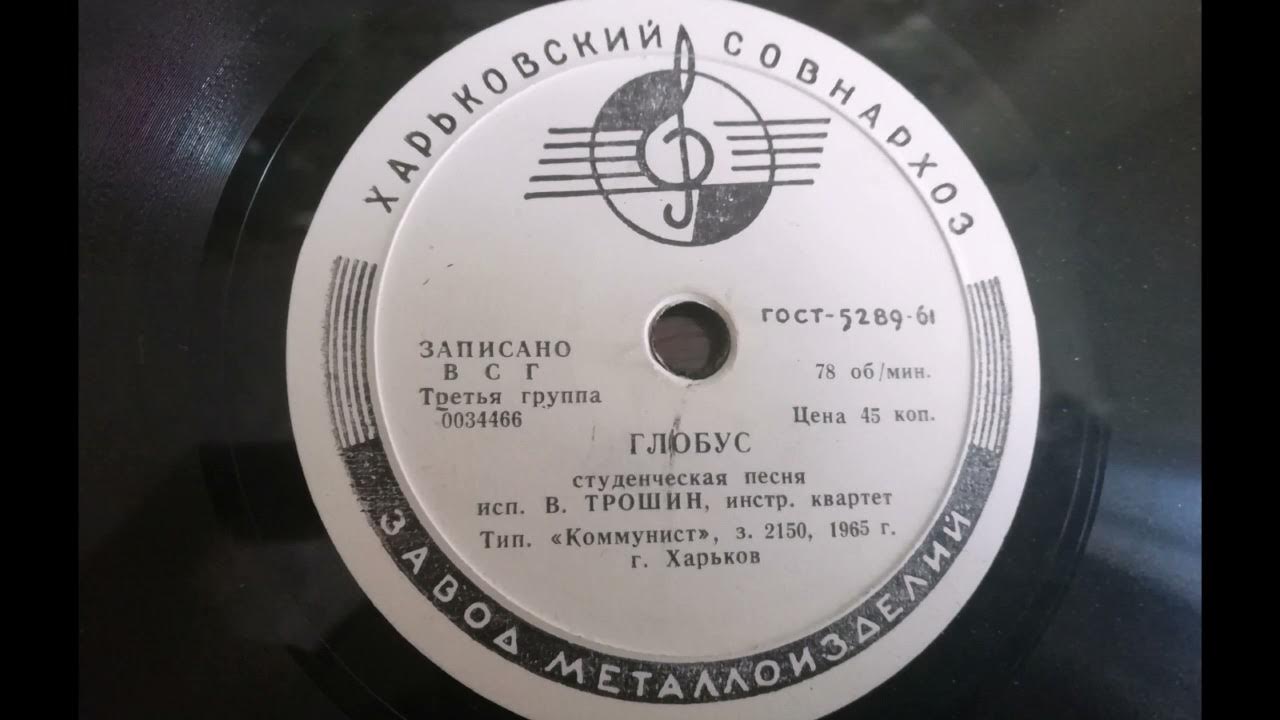 ХАРЬКОВСКИЙ СОВНАРХОЗ
ГОСТ-5289-61
ЗАПИСАНО
В С Г
Третья группа
0034466
78 об/мин.
Цена 45 коп.
ГЛОБУС
студенческая песня
исп. В. ТРОШИН, инстр. квартет
Тип. «Коммунист», з. 2150, 1965 г.
г. Харьков
ЗАВОД МЕТАЛЛОИЗДЕЛИЙ